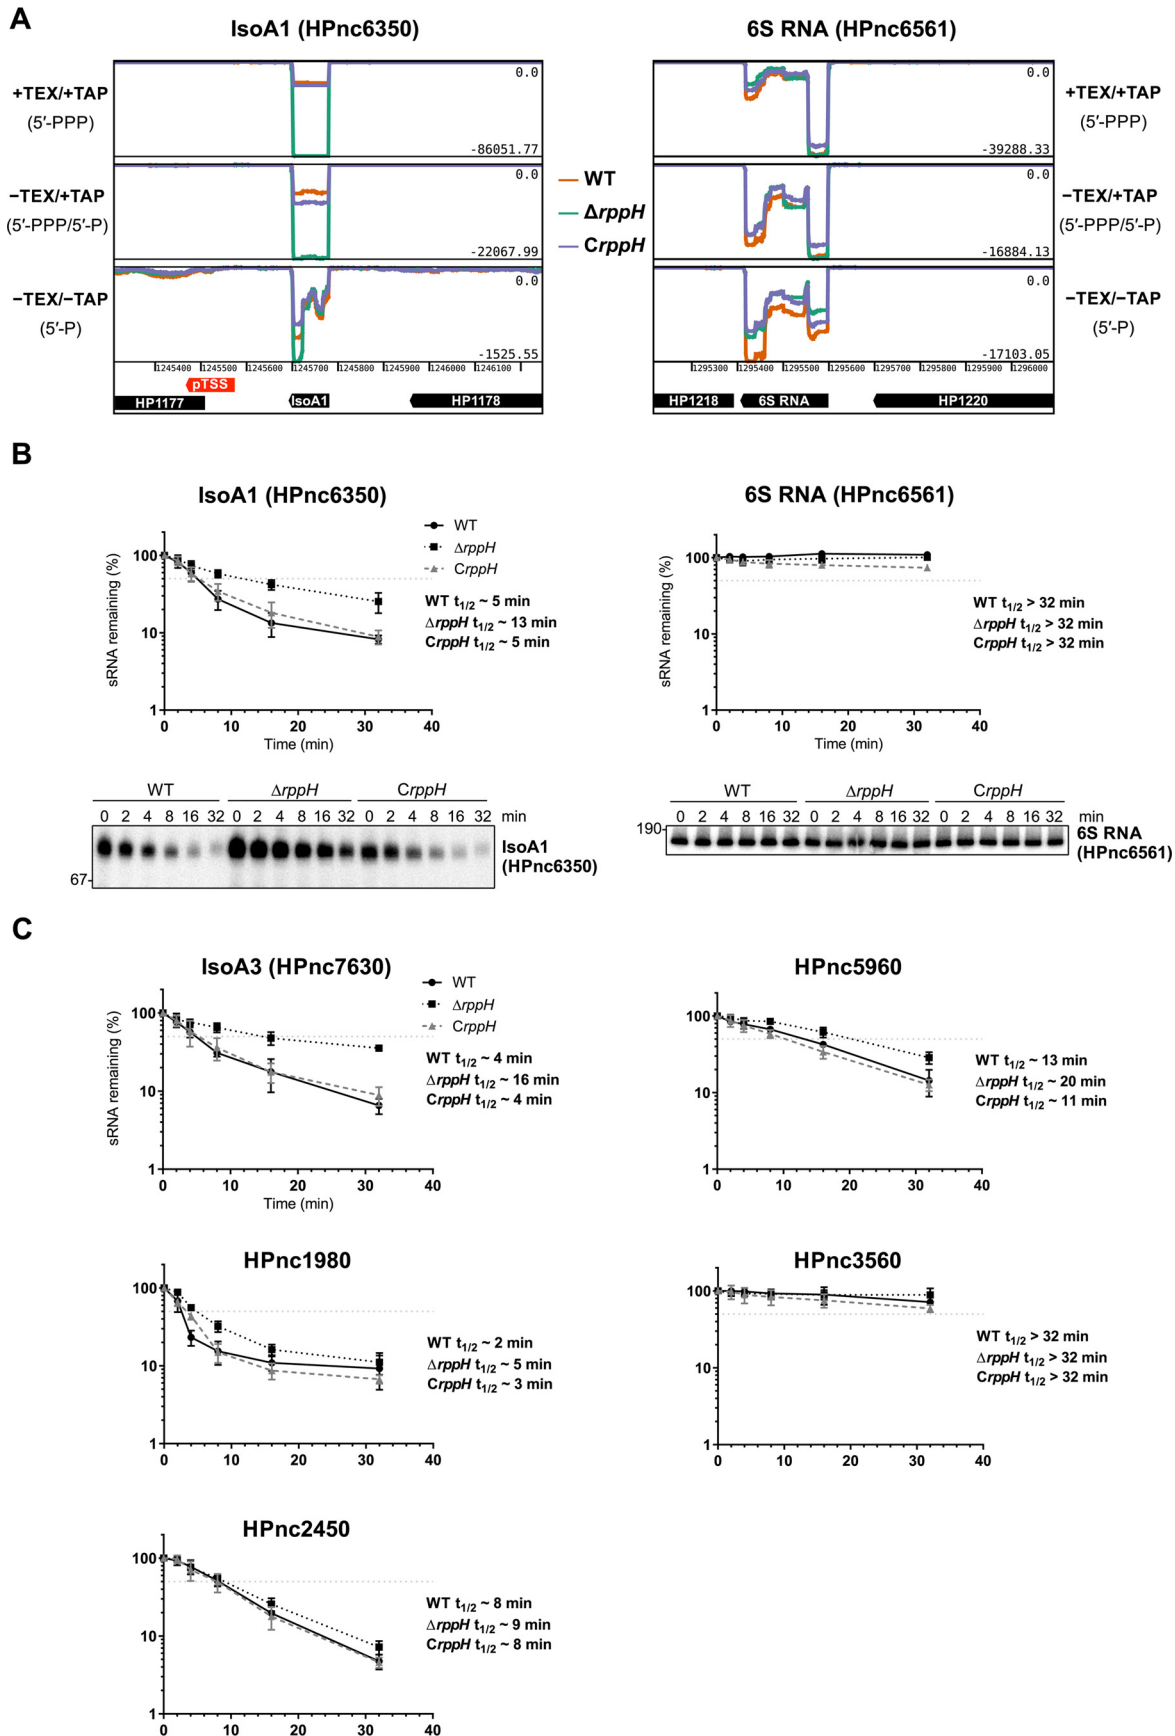 A
IsoA1 (HPnc6350)
6S RNA (HPnc6561)
+TEX/+TAP
(5′-PPP)
0.0
-86051.77
−TEX/+TAP
(5′-PPP/5′-P)
0.0
-22067.99
−TEX/−TAP
(5′-P)
0.0
-1525.55
1245400 1245500 1245600 1245700 1245800 1245900 1246000 1246100
pTSS
HP1177 IsoA1 HP1178
WT
ΔrppH
CrppH
0.0
-39288.33
+TEX/+TAP
(5′-PPP)
0.0
-16884.13
−TEX/+TAP
(5′-PPP/5′-P)
0.0
-17103.05
−TEX/−TAP
(5′-P)
1295300 1295400 1295500 1295600 1295700 1295800 1295900 1296000
HP1218 6S RNA HP1220
B
IsoA1 (HPnc6350)
WT
ΔrppH
CrppH
sRNA remaining (%)
100
10
1
0 10 20 30 40
Time (min)
WT t1/2 ~ 5 min
ΔrppH t1/2 ~ 13 min
CrppH t1/2 ~ 5 min
6S RNA (HPnc6561)
sRNA remaining (%)
100
10
1
0 10 20 30 40
Time (min)
WT t1/2 > 32 min
ΔrppH t1/2 > 32 min
CrppH t1/2 > 32 min
WT ΔrppH CrppH
0 2 4 8 16 32 0 2 4 8 16 32 0 2 4 8 16 32 min
67-
IsoA1
(HPnc6350)
WT ΔrppH CrppH
0 2 4 8 16 32 0 2 4 8 16 32 0 2 4 8 16 32 min
190-
6S RNA
(HPnc6561)
C
IsoA3 (HPnc7630)
WT
ΔrppH
CrppH
sRNA remaining (%)
100
10
1
0 10 20 30 40
Time (min)
WT t1/2 ~ 4 min
ΔrppH t1/2 ~ 16 min
CrppH t1/2 ~ 4 min
HPnc5960
100
10
1
0 10 20 30 40
WT t1/2 ~ 13 min
ΔrppH t1/2 ~ 20 min
CrppH t1/2 ~ 11 min
HPnc1980
100
10
1
0 10 20 30 40
WT t1/2 ~ 2 min
ΔrppH t1/2 ~ 5 min
CrppH t1/2 ~ 3 min
HPnc3560
100
10
1
0 10 20 30 40
WT t1/2 > 32 min
ΔrppH t1/2 > 32 min
CrppH t1/2 > 32 min
HPnc2450
100
10
1
0 10 20 30 40
WT t1/2 ~ 8 min
ΔrppH t1/2 ~ 9 min
CrppH t1/2 ~ 8 min